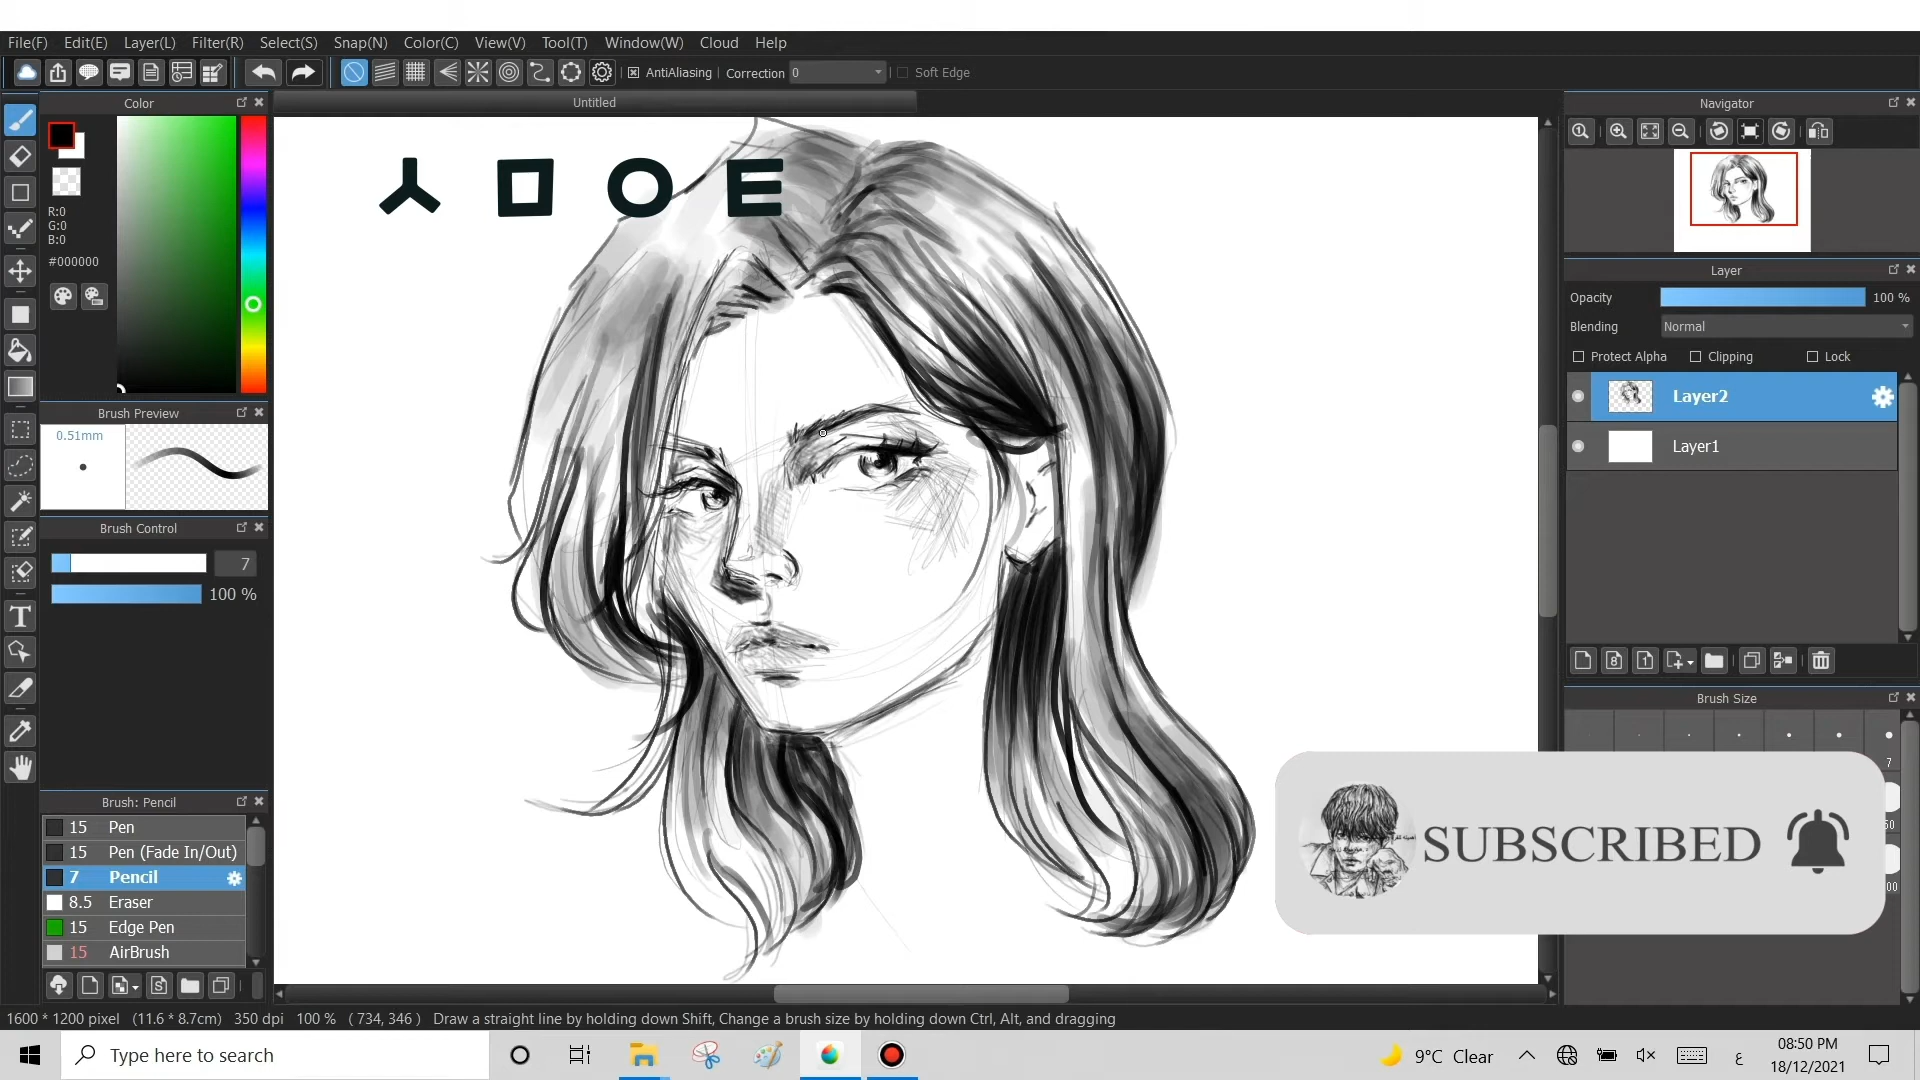 File(F) Edit(E) Layer(L) Filter(R) Select(S) Snap(N) Color(C) View(V) Tool(T) Window(W) Cloud Help
AntiAliasing Correction 0 Soft Edge
Color
R:0
G:0
B:0
#000000
Brush Preview
0.51mm
Brush Control
7
100 %
Brush: Pencil
15 Pen
15 Pen (Fade In/Out)
7 Pencil
8.5 Eraser
15 Edge Pen
15 AirBrush
Untitled
ㅅ ㅁ ㅇ ㅌ
Navigator
Layer
Opacity 100 %
Blending Normal
Protect Alpha Clipping Lock
Layer2
Layer1
Brush Size
7
SUBSCRIBED
1600 * 1200 pixel (11.6 * 8.7cm) 350 dpi 100 % ( 734, 346 ) Draw a straight line by holding down Shift, Change a brush size by holding down Ctrl, Alt, and dragging
Type here to search
9°C Clear
ع
08:50 PM
18/12/2021